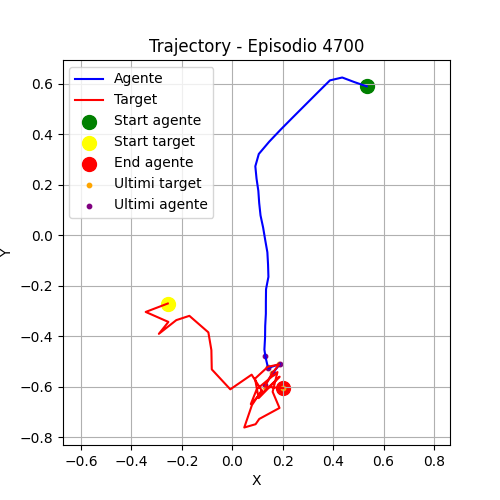 Trajectory - Episodio 4700
Agente
Target
Start agente
Start target
End agente
Ultimi target
Ultimi agente
0.6
0.4
0.2
0.0
−0.2
−0.4
−0.6
−0.8
Y
−0.6 −0.4 −0.2 0.0 0.2 0.4 0.6 0.8
X